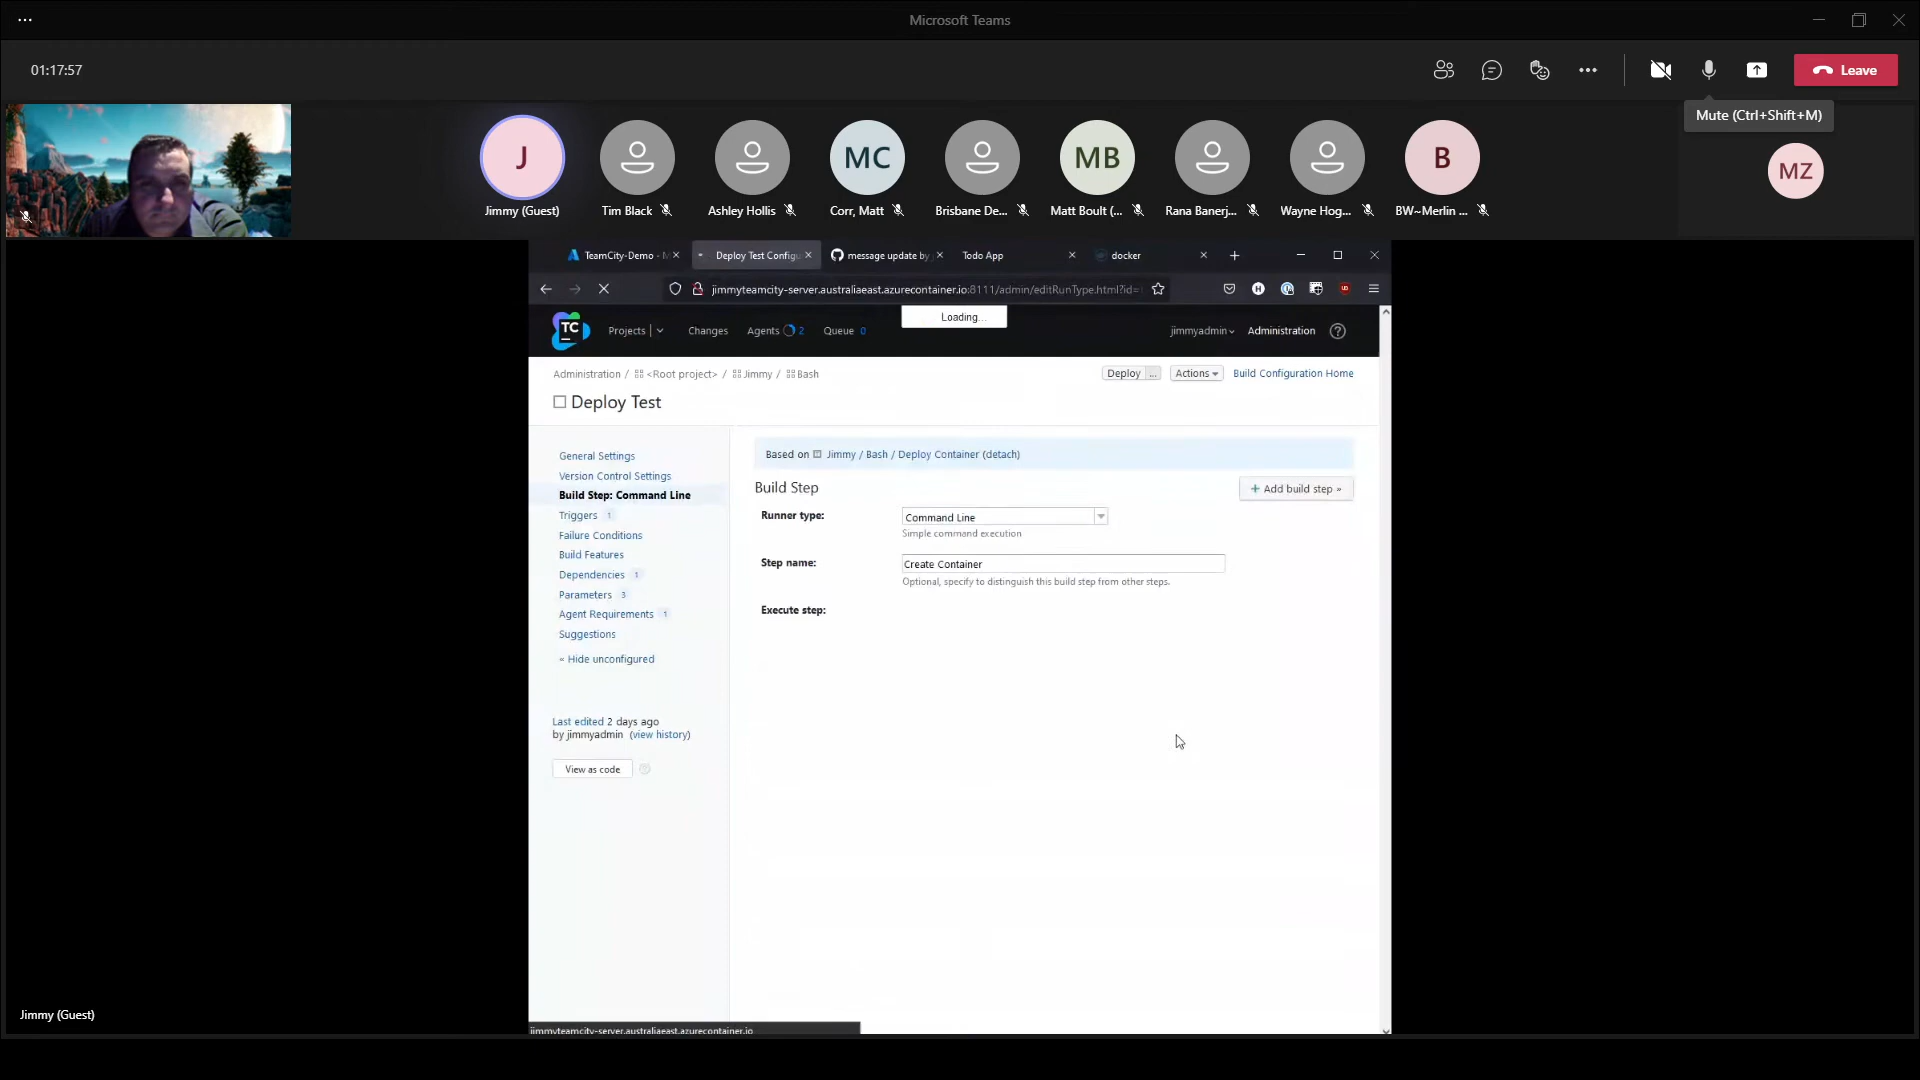 Microsoft Teams
01:17:57
Leave
Mute (Ctrl+Shift+M)
J
MC
MB
B
MZ
Jimmy (Guest)
Tim Black
Ashley Hollis
Corr, Matt
Brisbane De...
Matt Boult (...
Rana Banerj...
Wayne Hog...
BW~Merlin ...
TeamCity-Demo -
Deploy Test Configu
message update by
Todo App
docker
jimmyteamcity-server.australiaeast.azurecontainer.io:8111/admin/editRunType.html?id=
Loading...
TC
Projects
Changes
Agents 2
Queue 0
jimmyadmin
Administration
Administration / <Root project> / Jimmy / Bash
Deploy ...
Actions
Build Configuration Home
Deploy Test
General Settings
Version Control Settings
Build Step: Command Line
Triggers 1
Failure Conditions
Build Features
Dependencies 1
Parameters 3
Agent Requirements 1
Suggestions
« Hide unconfigured
Last edited 2 days ago
by jimmyadmin (view history)
View as code
Based on Jimmy / Bash / Deploy Container (detach)
Build Step
+ Add build step »
Runner type:
Command Line
Simple command execution
Step name:
Create Container
Optional, specify to distinguish this build step from other steps.
Execute step:
jimmyteamcity-server.australiaeast.azurecontainer.io
Jimmy (Guest)